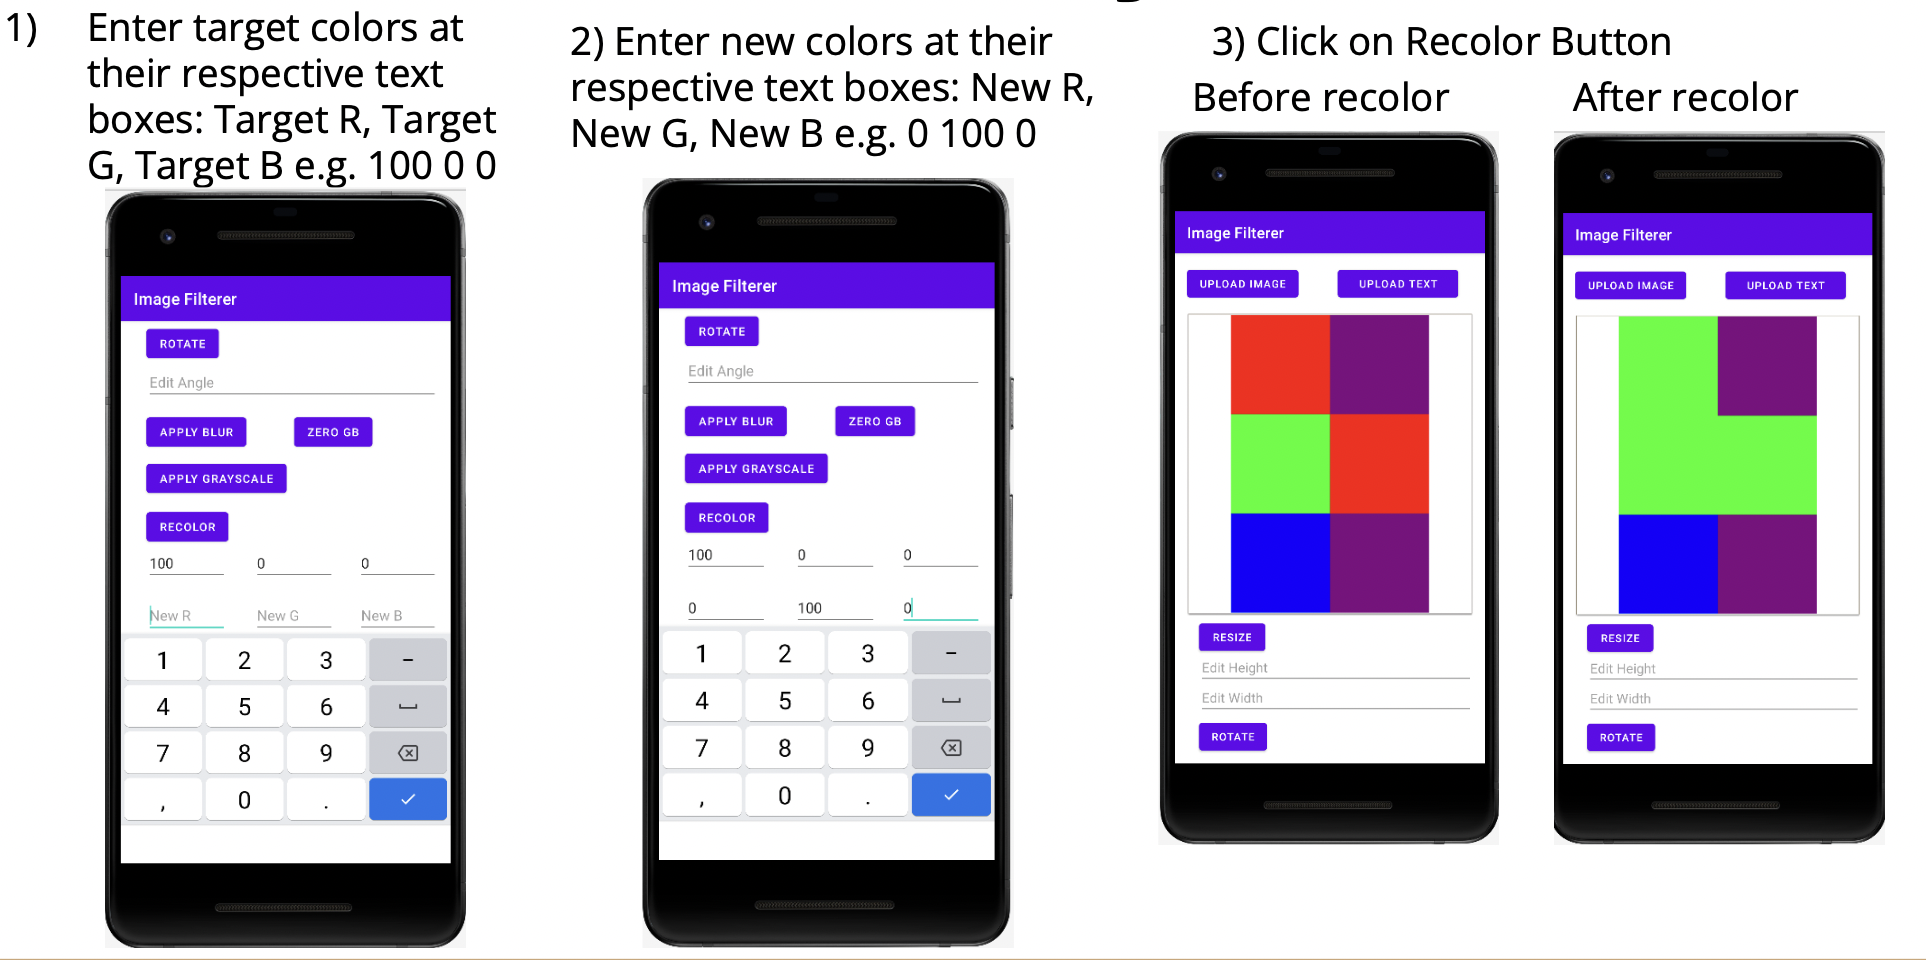 1) Enter target colors at
their respective text
boxes: Target R, Target
G, Target B e.g. 100 0 0
Image Filterer
ROTATE
Edit Angle
APPLY BLUR ZERO GB
APPLY GRAYSCALE
RECOLOR
100 0 0
New R New G New B
1 2 3 –
4 5 6
7 8 9
, 0 .
2) Enter new colors at their
respective text boxes: New R,
New G, New B e.g. 0 100 0
Image Filterer
ROTATE
Edit Angle
APPLY BLUR ZERO GB
APPLY GRAYSCALE
RECOLOR
100 0 0
0 100 0
1 2 3 –
4 5 6
7 8 9
, 0 .
3) Click on Recolor Button
Before recolor
Image Filterer
UPLOAD IMAGE UPLOAD TEXT
RESIZE
Edit Height
Edit Width
ROTATE
After recolor
Image Filterer
UPLOAD IMAGE UPLOAD TEXT
RESIZE
Edit Height
Edit Width
ROTATE